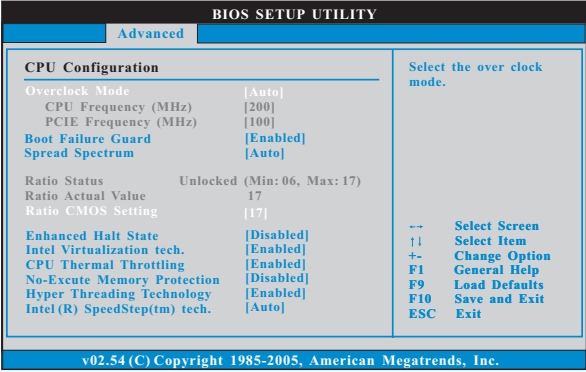 BIOS SETUP UTILITY
Advanced
CPU Configuration
Overclock Mode [Auto]
CPU Frequency (MHz) [200]
PCIE Frequency (MHz) [100]
Boot Failure Guard [Enabled]
Spread Spectrum [Auto]
Ratio Status Unlocked (Min: 06, Max: 17)
Ratio Actual Value 17
Ratio CMOS Setting [17]
Enhanced Halt State [Disabled]
Intel Virtualization tech. [Enabled]
CPU Thermal Throttling [Enabled]
No-Excute Memory Protection [Disabled]
Hyper Threading Technology [Enabled]
Intel (R) SpeedStep(tm) tech. [Auto]
Select the over clock
mode.
←→ Select Screen
↑↓ Select Item
+- Change Option
F1 General Help
F9 Load Defaults
F10 Save and Exit
ESC Exit
v02.54 (C) Copyright 1985-2005, American Megatrends, Inc.